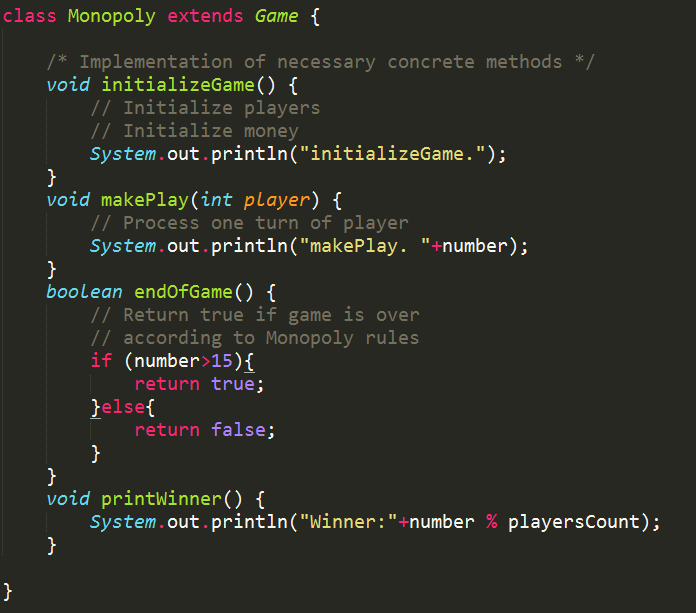 class Monopoly extends Game {
/* Implementation of necessary concrete methods */
void initializeGame() {
// Initialize players
// Initialize money
System.out.println("initializeGame.");
}
void makePlay(int player) {
// Process one turn of player
System.out.println("makePlay. "+number);
}
boolean endOfGame() {
// Return true if game is over
// according to Monopoly rules
if (number>15){
return true;
}else{
return false;
}
}
void printWinner() {
System.out.println("Winner:"+number % playersCount);
}
}